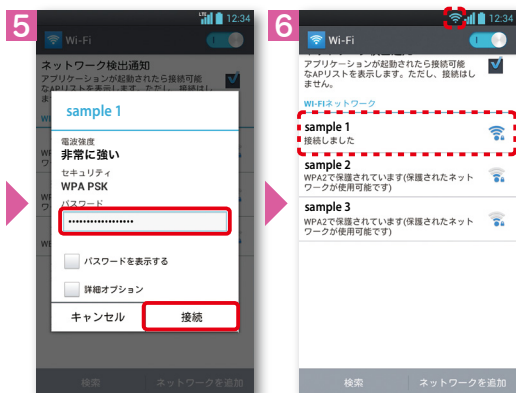 5
LTE 12:34
Wi-Fi
ネットワーク検出通知
アプリケーションが起動されたら接続可能
なAPリストを表示します。ただし、接続はし
ま
sample 1
電波強度
非常に強い
セキュリティ
WPA PSK
パスワード
••••••••••••••••••
パスワードを表示する
詳細オプション
キャンセル 接続
検索 ネットワークを追加
6
12:34
Wi-Fi
アプリケーションが起動されたら接続可能
なAPリストを表示します。ただし、接続はし
ません。
WI-FIネットワーク
sample 1
接続しました
sample 2
WPA2で保護されています(保護されたネット
ワークが使用可能です)
sample 3
WPA2で保護されています(保護されたネット
ワークが使用可能です)
検索 ネットワークを追加